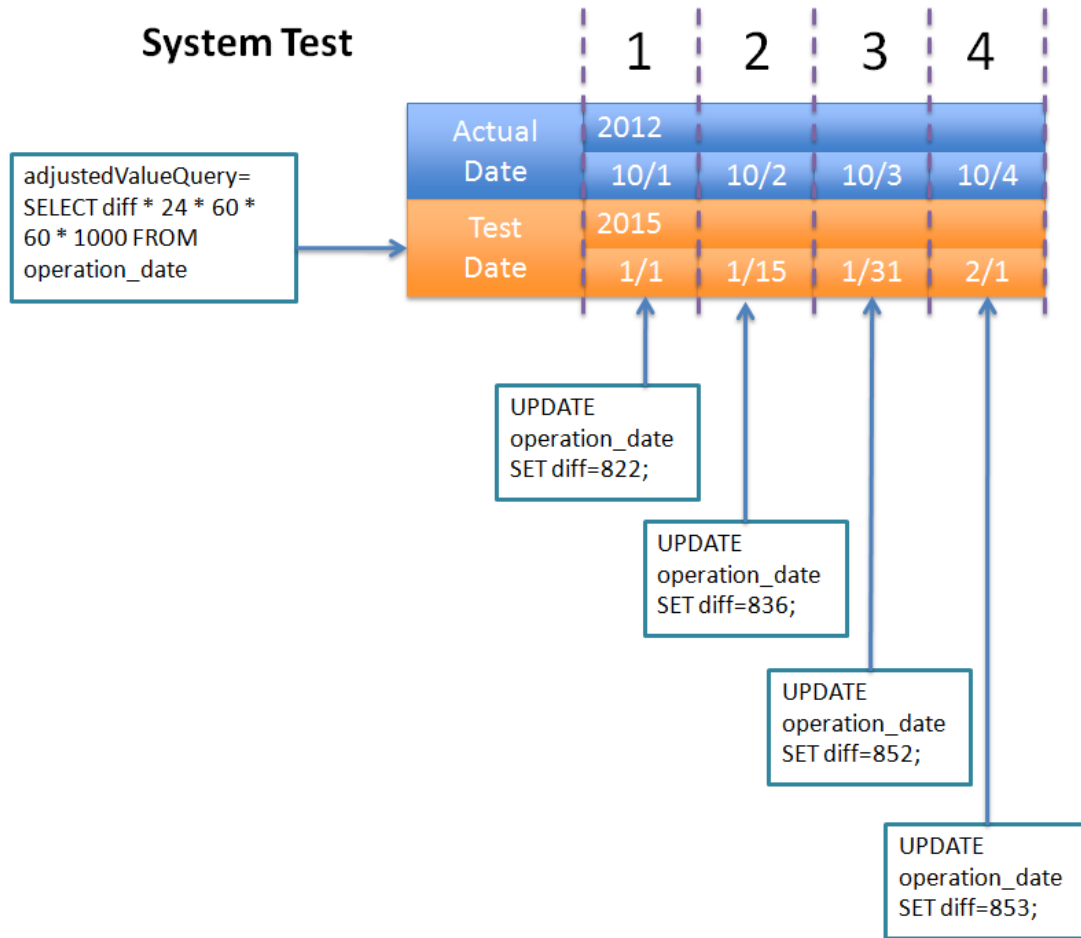 System Test
1 2 3 4
Actual Date
2012
10/1 10/2 10/3 10/4
Test Date
2015
1/1 1/15 1/31 2/1
adjustedValueQuery=
SELECT diff * 24 * 60 *
60 * 1000 FROM
operation_date
UPDATE
operation_date
SET diff=822;
UPDATE
operation_date
SET diff=836;
UPDATE
operation_date
SET diff=852;
UPDATE
operation_date
SET diff=853;